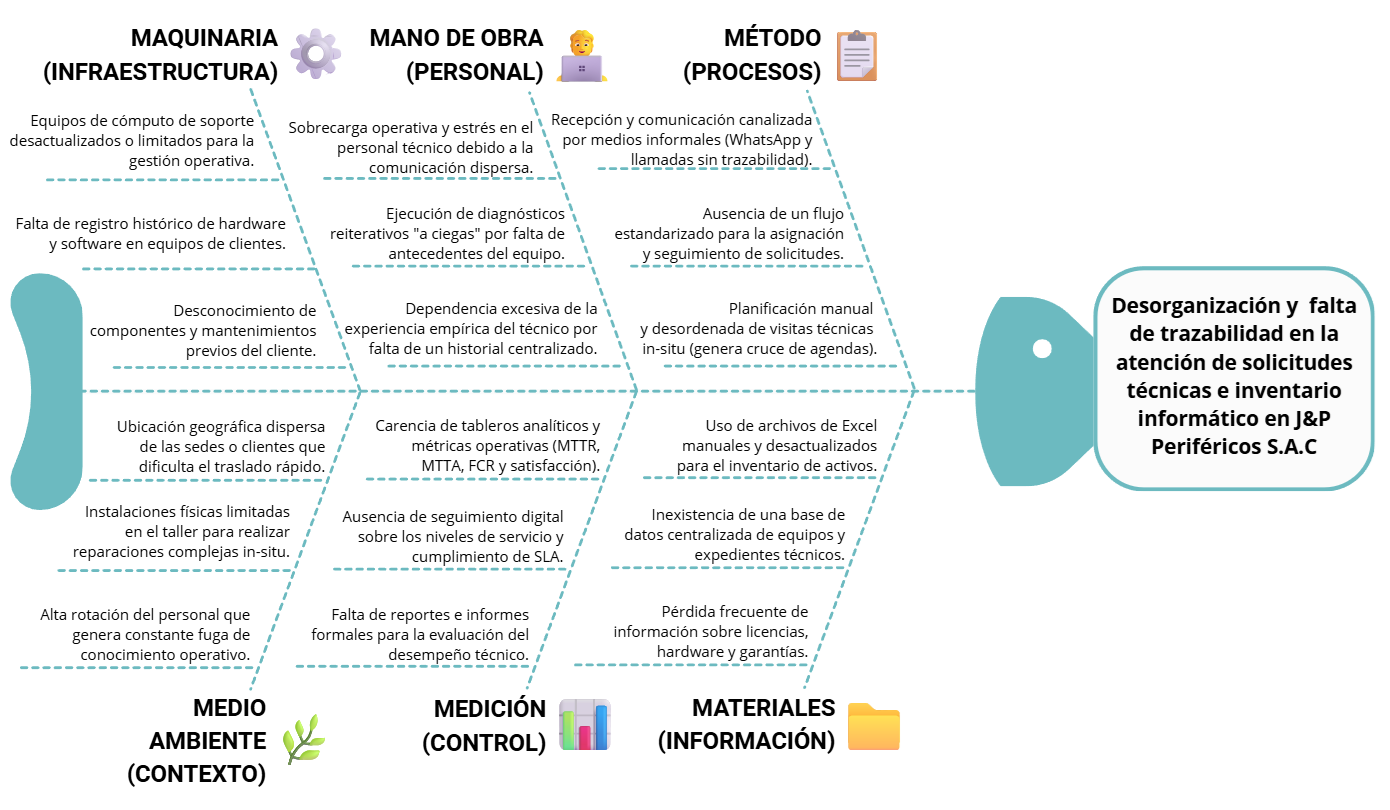 MAQUINARIA
(INFRAESTRUCTURA)
Equipos de cómputo de soporte
desactualizados o limitados para la
gestión operativa.
Falta de registro histórico de hardware
y software en equipos de clientes.
Desconocimiento de
componentes y mantenimientos
previos del cliente.
MANO DE OBRA
(PERSONAL)
Sobrecarga operativa y estrés en el
personal técnico debido a la
comunicación dispersa.
Ejecución de diagnósticos
reiterativos "a ciegas" por falta de
antecedentes del equipo.
Dependencia excesiva de la
experiencia empírica del técnico por
falta de un historial centralizado.
MÉTODO
(PROCESOS)
Recepción y comunicación canalizada
por medios informales (WhatsApp y
llamadas sin trazabilidad).
Ausencia de un flujo
estandarizado para la asignación
y seguimiento de solicitudes.
Planificación manual
y desordenada de visitas técnicas
in-situ (genera cruce de agendas).
Desorganización y  falta
de trazabilidad en la
atención de solicitudes
técnicas e inventario
informático en J&P
Periféricos S.A.C
Ubicación geográfica dispersa
de las sedes o clientes que
dificulta el traslado rápido.
Instalaciones físicas limitadas
en el taller para realizar
reparaciones complejas in-situ.
Alta rotación del personal que
genera constante fuga de
conocimiento operativo.
MEDIO
AMBIENTE
(CONTEXTO)
Carencia de tableros analíticos y
métricas operativas (MTTR,
MTTA, FCR y satisfacción).
Ausencia de seguimiento digital
sobre los niveles de servicio y
cumplimiento de SLA.
Falta de reportes e informes
formales para la evaluación del
desempeño técnico.
MEDICIÓN
(CONTROL)
Uso de archivos de Excel
manuales y desactualizados
para el inventario de activos.
Inexistencia de una base de
datos centralizada de equipos y
expedientes técnicos.
Pérdida frecuente de
información sobre licencias,
hardware y garantías.
MATERIALES
(INFORMACIÓN)